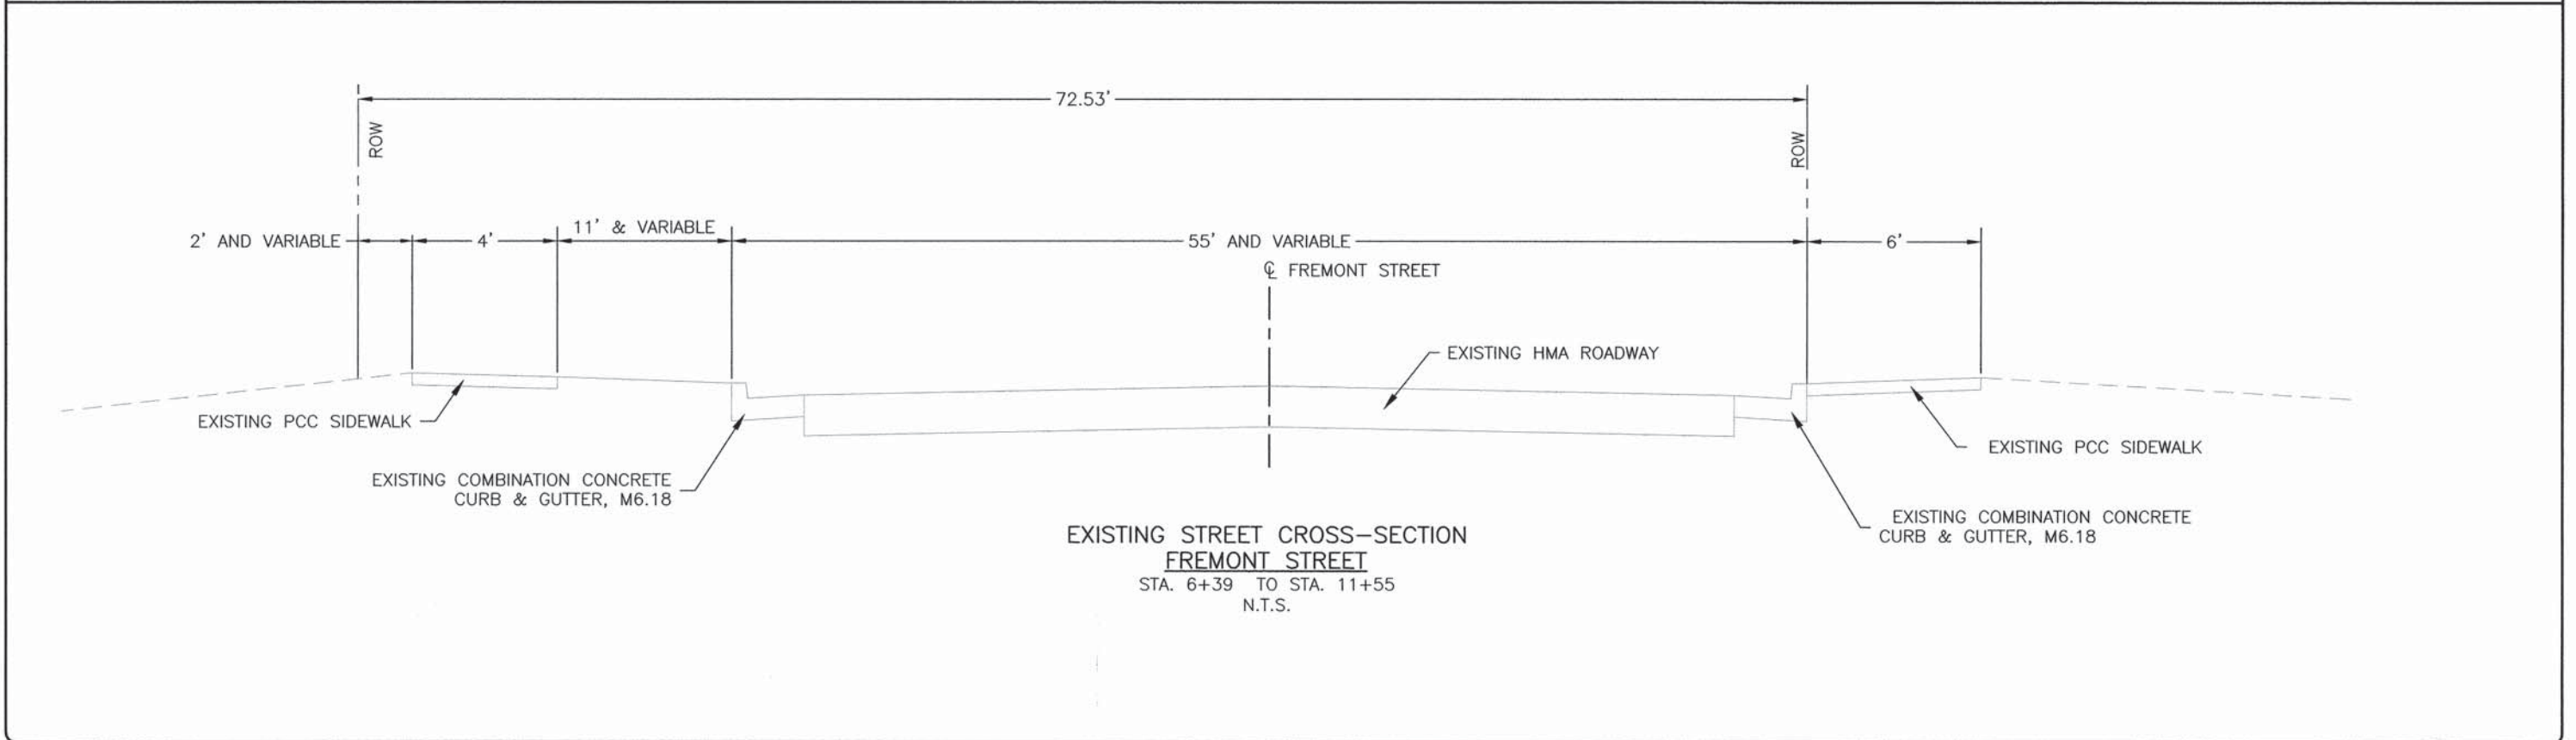 72.53'
ROW
ROW
2' AND VARIABLE
4'
11' & VARIABLE
55' AND VARIABLE
6'
℄ FREMONT STREET
EXISTING HMA ROADWAY
EXISTING PCC SIDEWALK
EXISTING PCC SIDEWALK
EXISTING COMBINATION CONCRETE
CURB & GUTTER, M6.18
EXISTING COMBINATION CONCRETE
CURB & GUTTER, M6.18
EXISTING STREET CROSS-SECTION
FREMONT STREET
STA. 6+39 TO STA. 11+55
N.T.S.